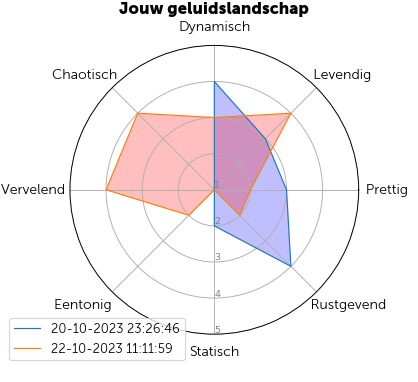 Jouw geluidslandschap
Dynamisch
Chaotisch
Levendig
Vervelend
1
Prettig
2
3
4
Eentonig
Rustgevend
5
20-10-2023 23:26:46
22-10-2023 11:11:59
Statisch